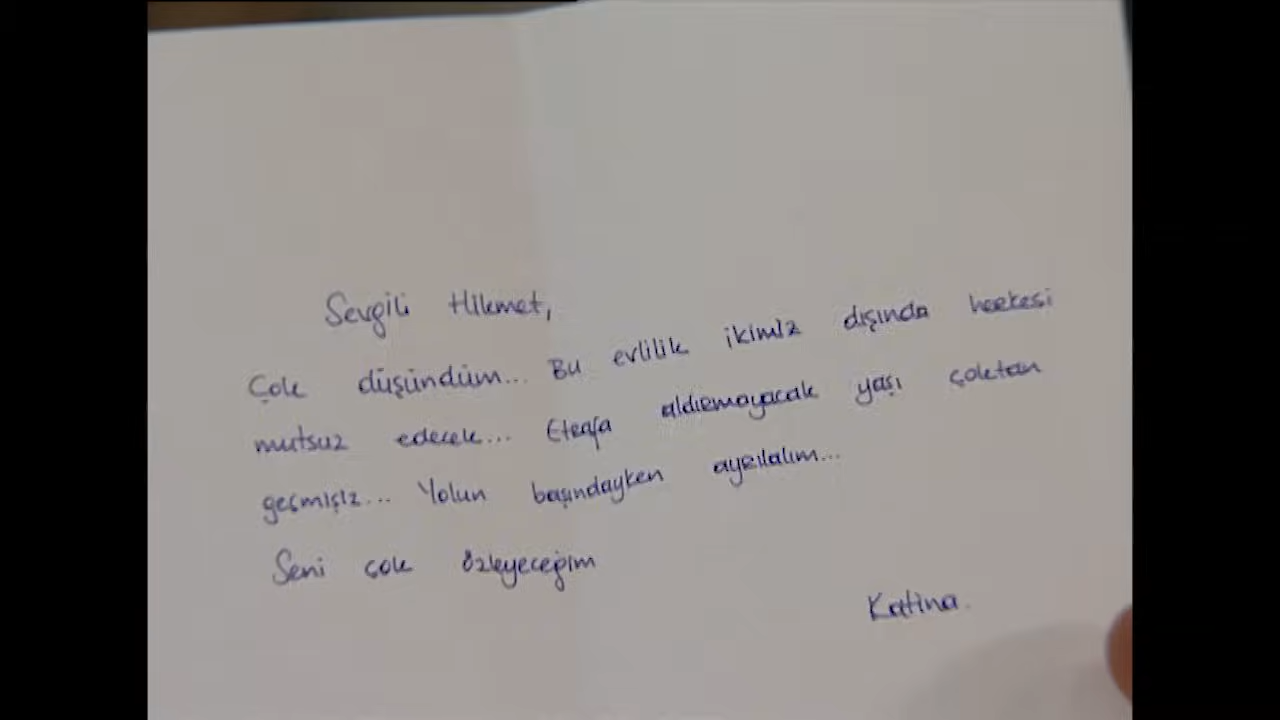 Sevgili Hikmet,
Çok düşündüm... Bu evlilik ikimiz dışında herkesi
mutsuz edecek... Etrafa aldırmayacak yaşı çoktan
geçmişiz... Yolun başındayken ayrılalım...
Seni çok özleyeceğim
Katina.